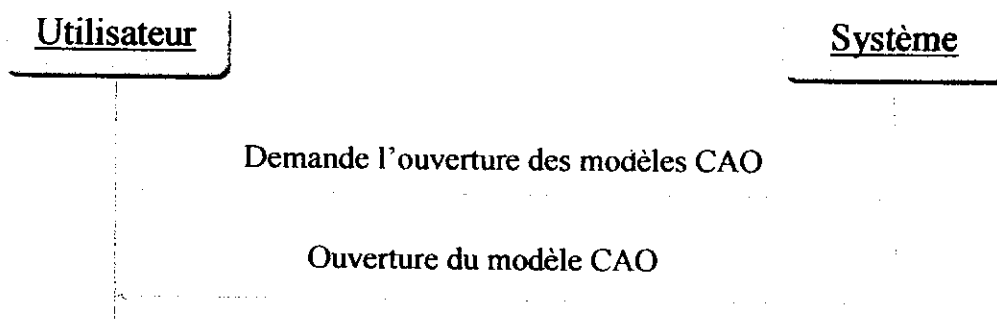 Utilisateur
Système
Demande l'ouverture des modèles CAO
Ouverture du modèle CAO